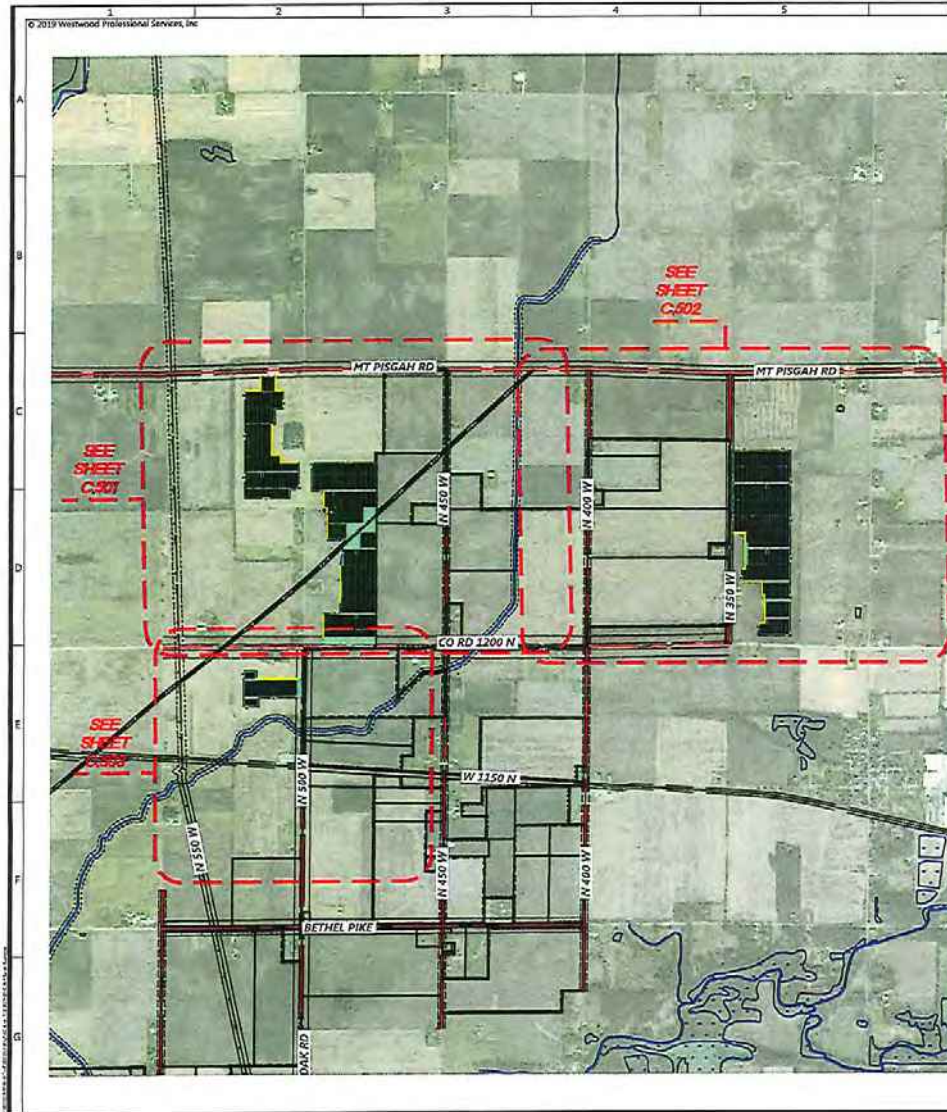 1 2 3 4 5
© 2019 Westwood Professional Services, Inc
A
B
SEE
SHEET
C.502
MT PISGAH RD
MT PISGAH RD
C
SEE
SHEET
C.501
N 450 W
N 400 W
D
N 350 W
CO RD 1200 N
E
SEE
SHEET
W 1150 N
N 500 W
N 550 W
N 450 W
N 400 W
F
BETHEL PIKE
G
OAK RD